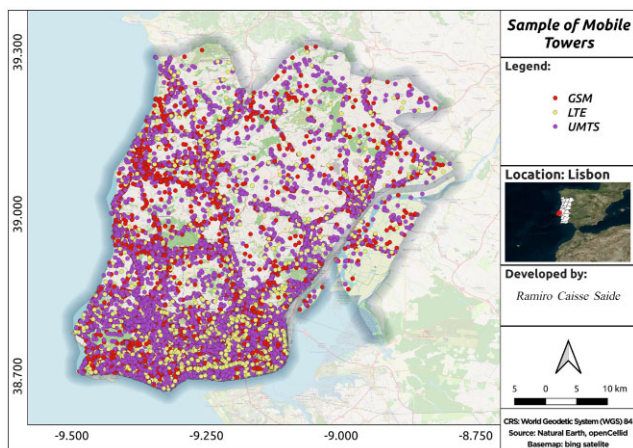 Sample of Mobile
Towers
Legend:
GSM
LTE
UMTS
Location: Lisbon
Developed by:
Ramiro Caisse Saide
5 0 5 10 km
CRS: World Geodetic System (WGS) 84
Source: Natural Earth, openCellid
Basemap: bing satelite
39.300
39.000
38.700
-9.500 -9.250 -9.000 -8.750